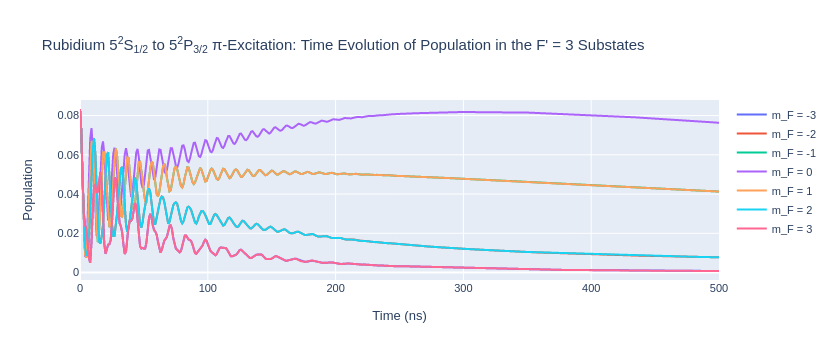 Rubidium 5²S₁/₂ to 5²P₃/₂ π-Excitation: Time Evolution of Population in the F' = 3 Substates
Population
0.08
0.06
0.04
0.02
0
0 100 200 300 400 500
Time (ns)
m_F = -3
m_F = -2
m_F = -1
m_F = 0
m_F = 1
m_F = 2
m_F = 3